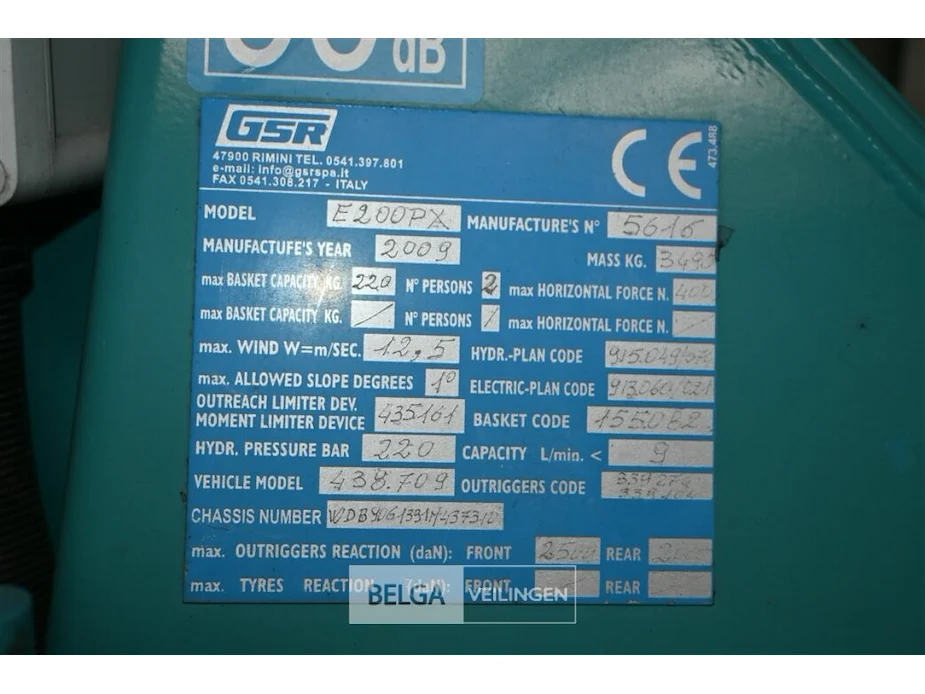 dB
GSR
47900 RIMINI TEL. 0541.397.801
e-mail: info@gsrspa.it
FAX 0541.308.217 - ITALY
CE
473.488
MODEL E200PX MANUFACTURE'S N° 5616
MANUFACTUFE'S YEAR 2009 MASS KG.
max BASKET CAPACITY KG. 220 N° PERSONS 2 max HORIZONTAL FORCE N. 400
max BASKET CAPACITY KG. / N° PERSONS / max HORIZONTAL FORCE N. /
max. WIND W=m/SEC. 12,5 HYDR.-PLAN CODE
max. ALLOWED SLOPE DEGREES 1° ELECTRIC-PLAN CODE
OUTREACH LIMITER DEV.
MOMENT LIMITER DEVICE 435161 BASKET CODE 155.082
HYDR. PRESSURE BAR 220 CAPACITY L/min. < 9
VEHICLE MODEL 438.709 OUTRIGGERS CODE
CHASSIS NUMBER
max. OUTRIGGERS REACTION (daN): FRONT REAR
max. TYRES REACTION (daN): FRONT REAR
BELGA VEILINGEN